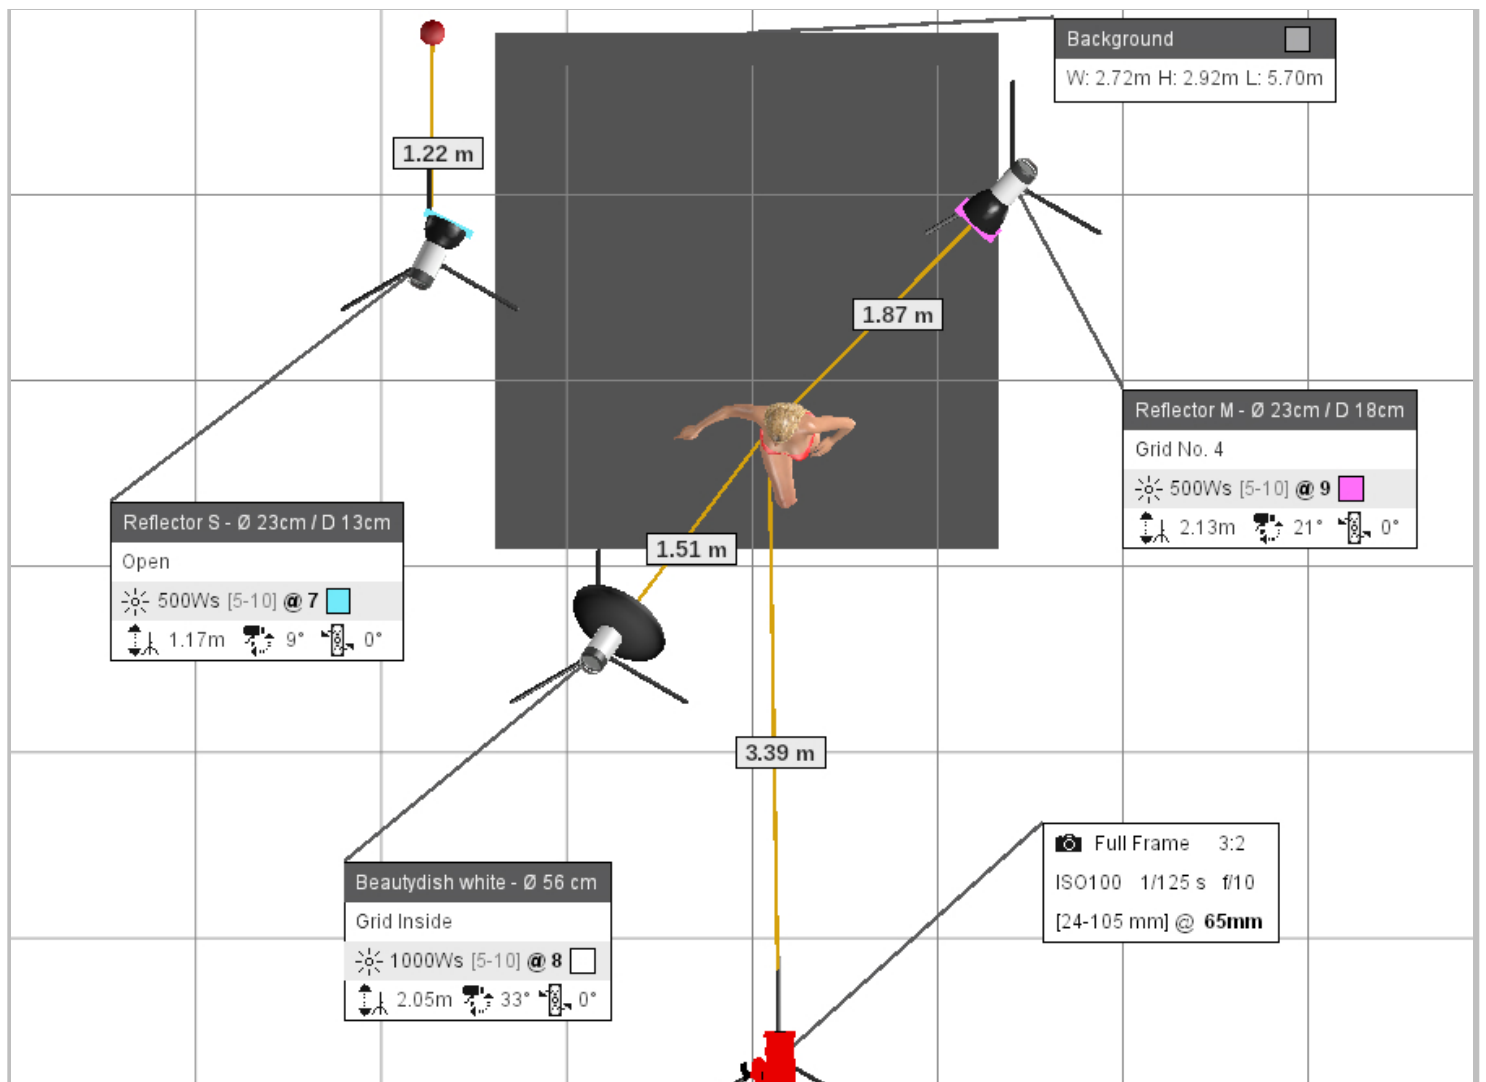 Background
W: 2.72m H: 2.92m L: 5.70m
1.22 m
1.87 m
Reflector M - Ø 23cm / D 18cm
Grid No. 4
500Ws [5-10] @ 9
2.13m 21° 0°
Reflector S - Ø 23cm / D 13cm
Open
500Ws [5-10] @ 7
1.17m 9° 0°
1.51 m
3.39 m
Full Frame 3:2
ISO100 1/125 s f/10
[24-105 mm] @ 65mm
Beautydish white - Ø 56 cm
Grid Inside
1000Ws [5-10] @ 8
2.05m 33° 0°